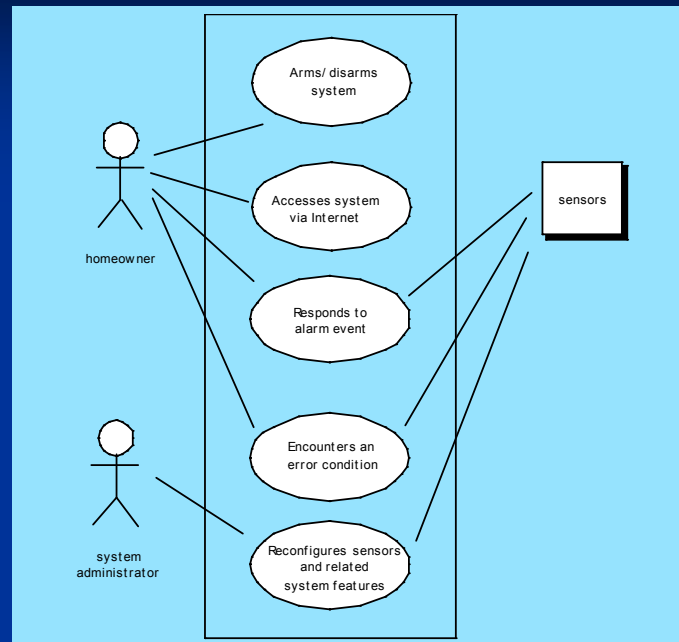 Arms/ disarms
system
Accesses system
via Internet
sensors
homeowner
Responds to
alarm event
Encounters an
error condition
system
administrator
Reconfigures sensors
and related
system features